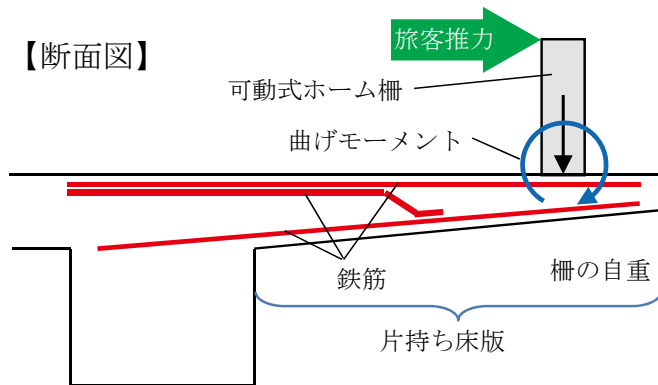 【断面図】
旅客推力
可動式ホーム柵
曲げモーメント
鉄筋
柵の自重
片持ち床版